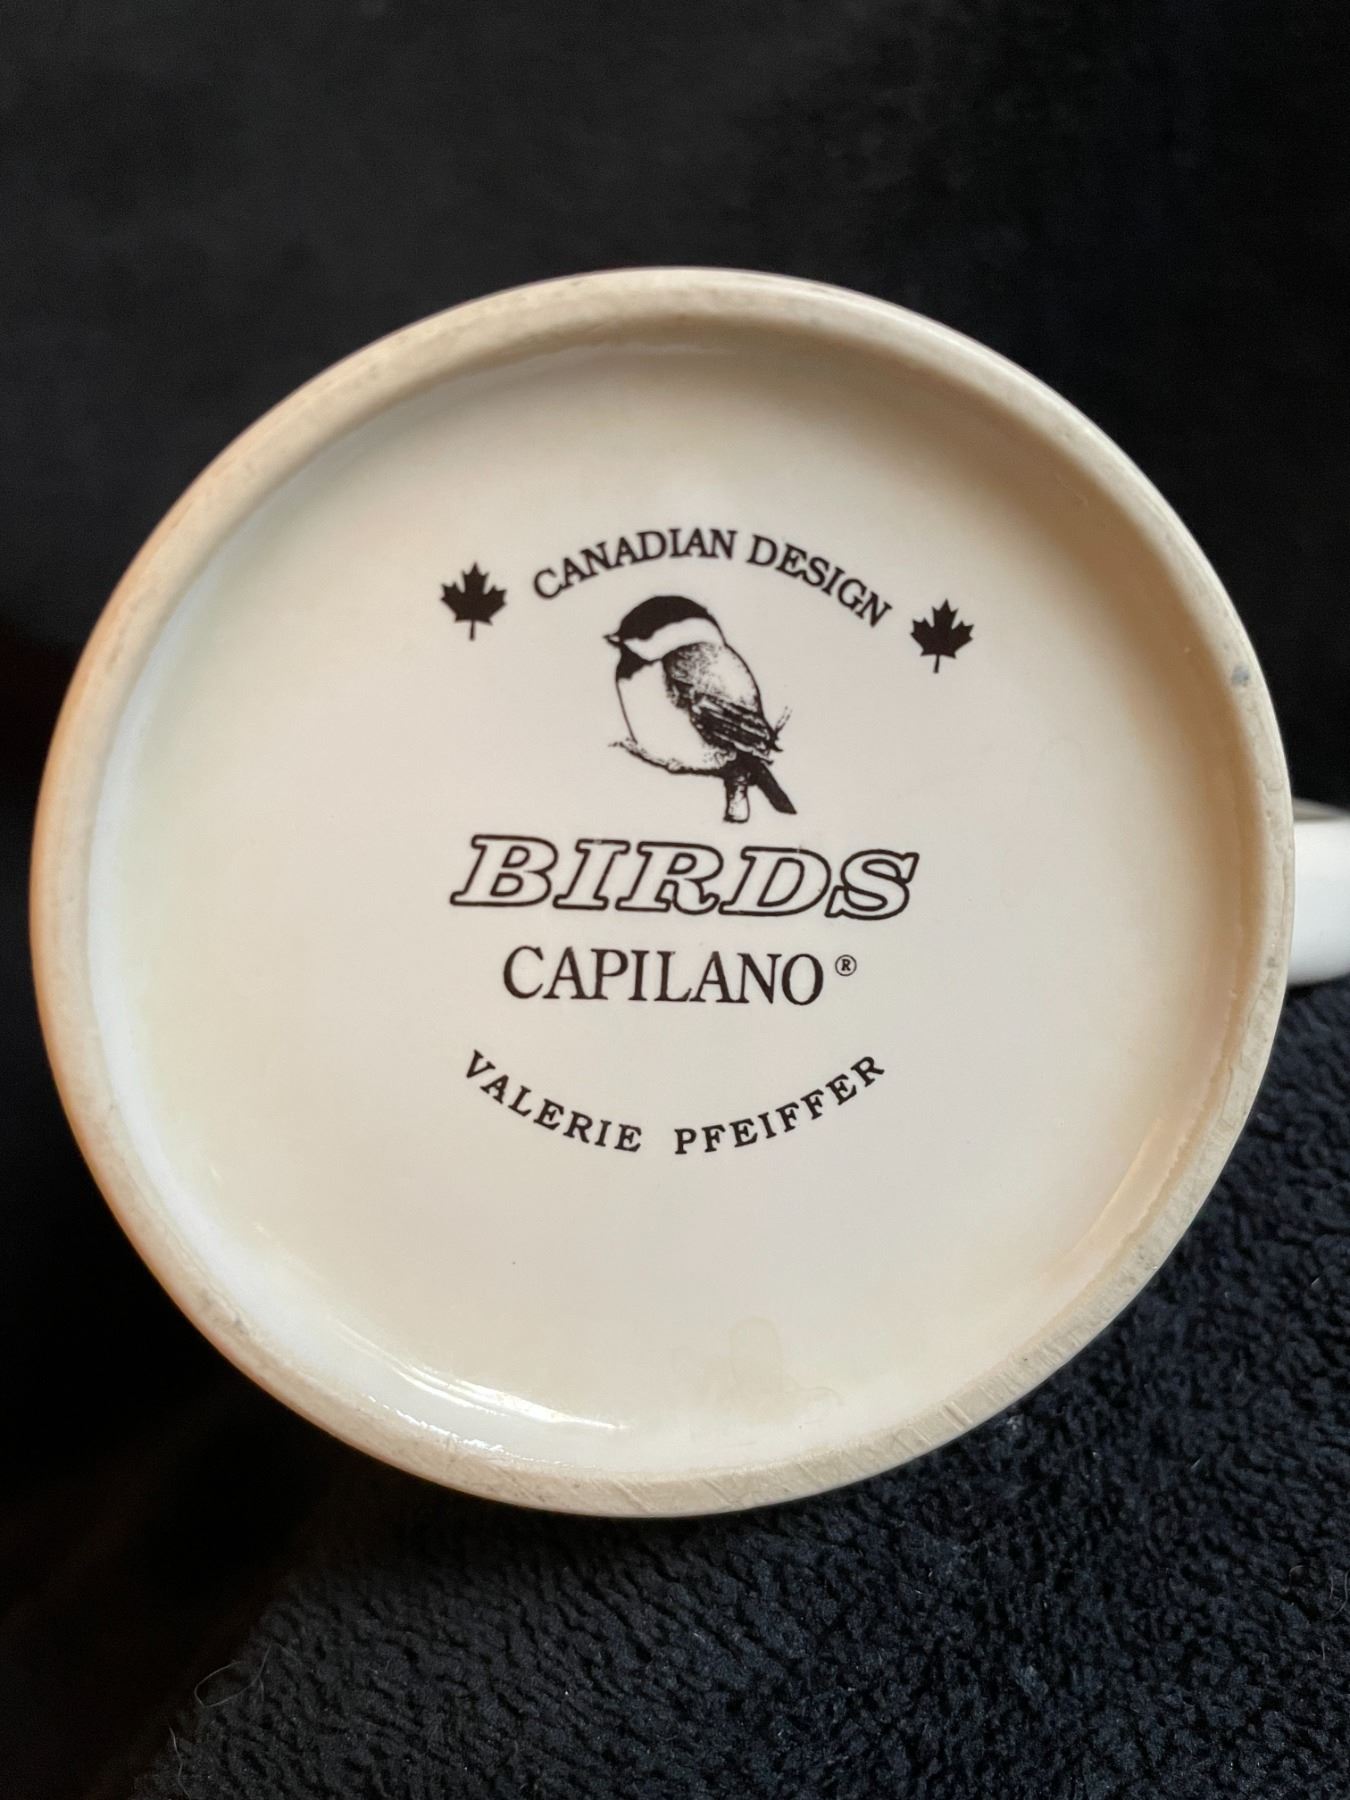 CANADIAN DESIGN
BIRDS
CAPILANO®
VALERIE PFEIFFER